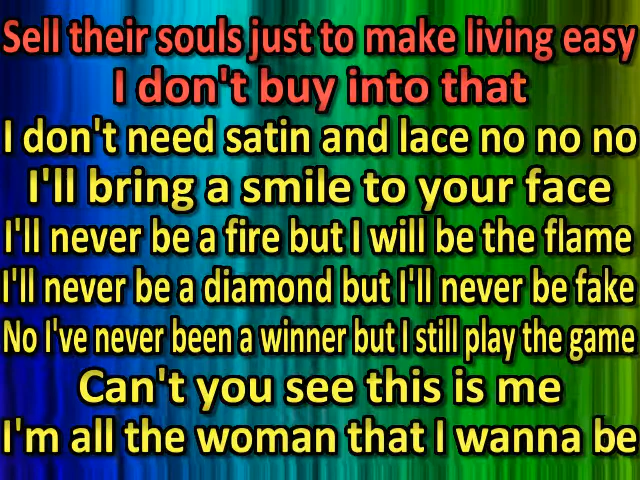 Sell their souls just to make living easy
I don't buy into that
I don't need satin and lace no no no
I'll bring a smile to your face
I'll never be a fire but I will be the flame
I'll never be a diamond but I'll never be fake
No I've never been a winner but I still play the game
Can't you see this is me
I'm all the woman that I wanna be